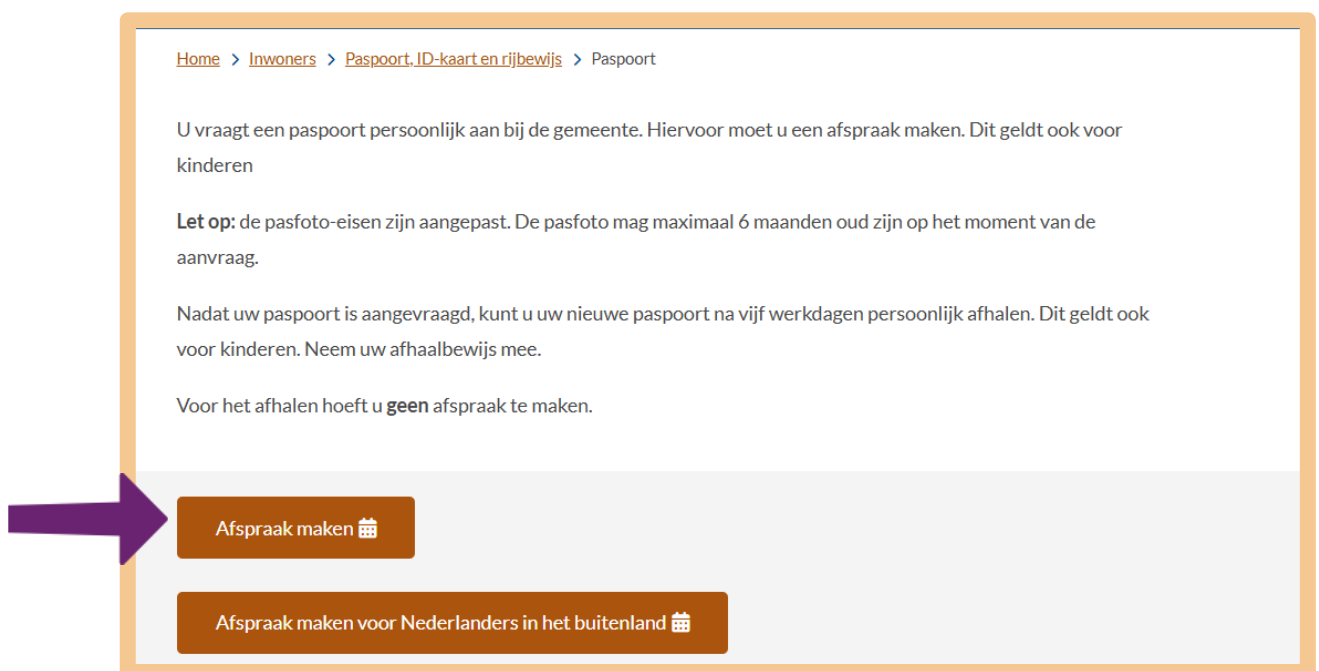 Home > Inwoners > Paspoort, ID-kaart en rijbewijs > Paspoort
U vraagt een paspoort persoonlijk aan bij de gemeente. Hiervoor moet u een afspraak maken. Dit geldt ook voor
kinderen
Let op: de pasfoto-eisen zijn aangepast. De pasfoto mag maximaal 6 maanden oud zijn op het moment van de
aanvraag.
Nadat uw paspoort is aangevraagd, kunt u uw nieuwe paspoort na vijf werkdagen persoonlijk afhalen. Dit geldt ook
voor kinderen. Neem uw afhaalbewijs mee.
Voor het afhalen hoeft u geen afspraak te maken.
Afspraak maken
Afspraak maken voor Nederlanders in het buitenland